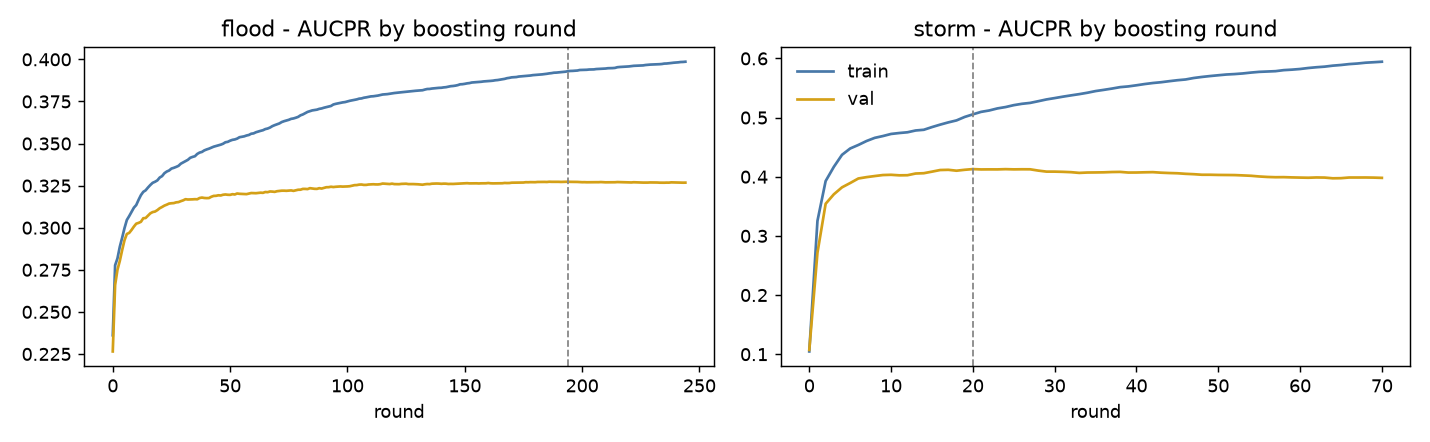 flood - AUCPR by boosting round
0.400
0.375
0.350
0.325
0.300
0.275
0.250
0.225
0 50 100 150 200 250
round
storm - AUCPR by boosting round
train
val
0.6
0.5
0.4
0.3
0.2
0.1
0 10 20 30 40 50 60 70
round